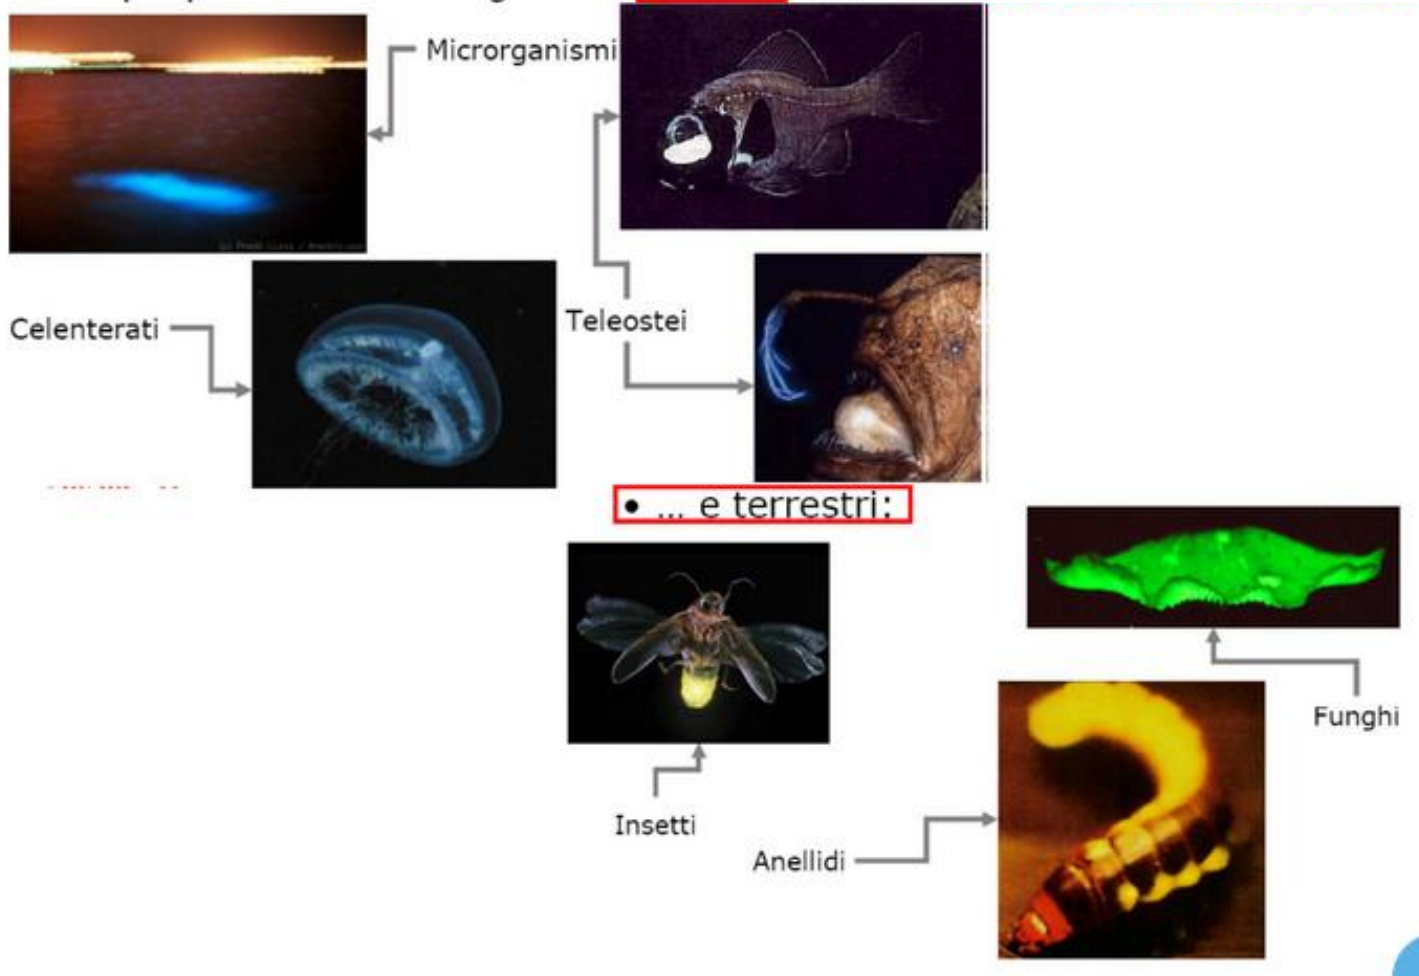 Microrganismi
Celenterati
Teleostei
• ... e terrestri:
Funghi
Insetti
Anellidi